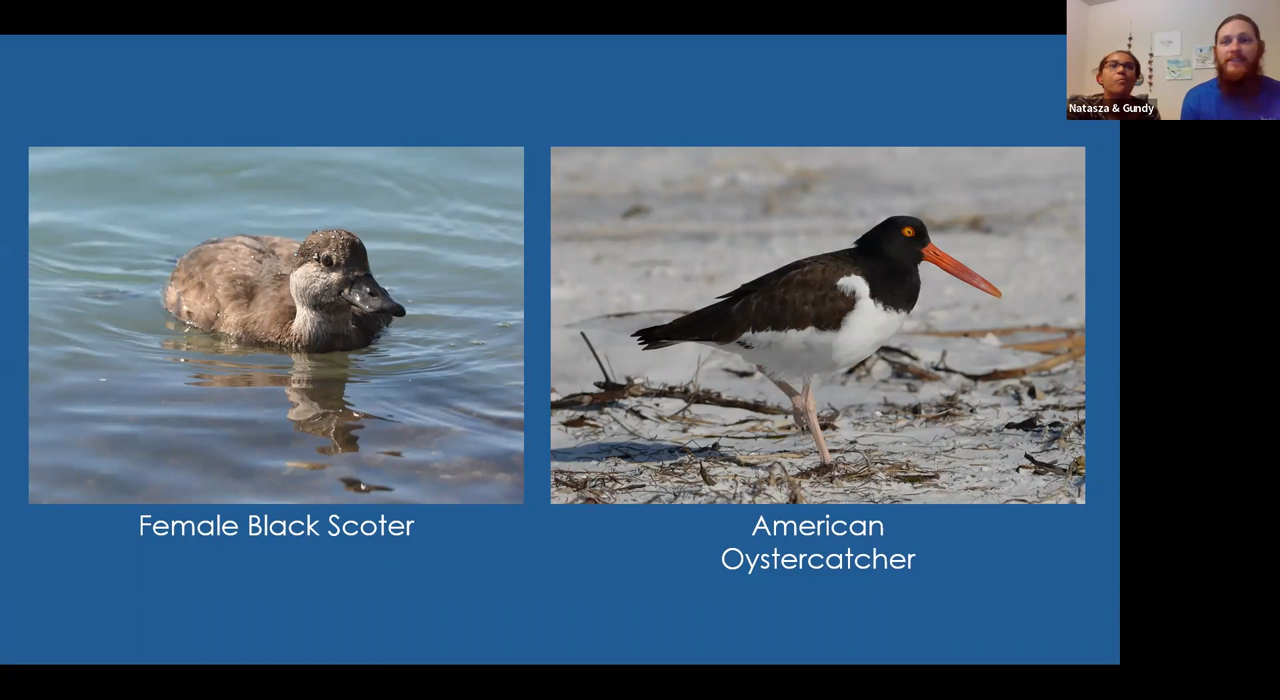 Natasza & Gundy
Female Black Scoter
American
Oystercatcher